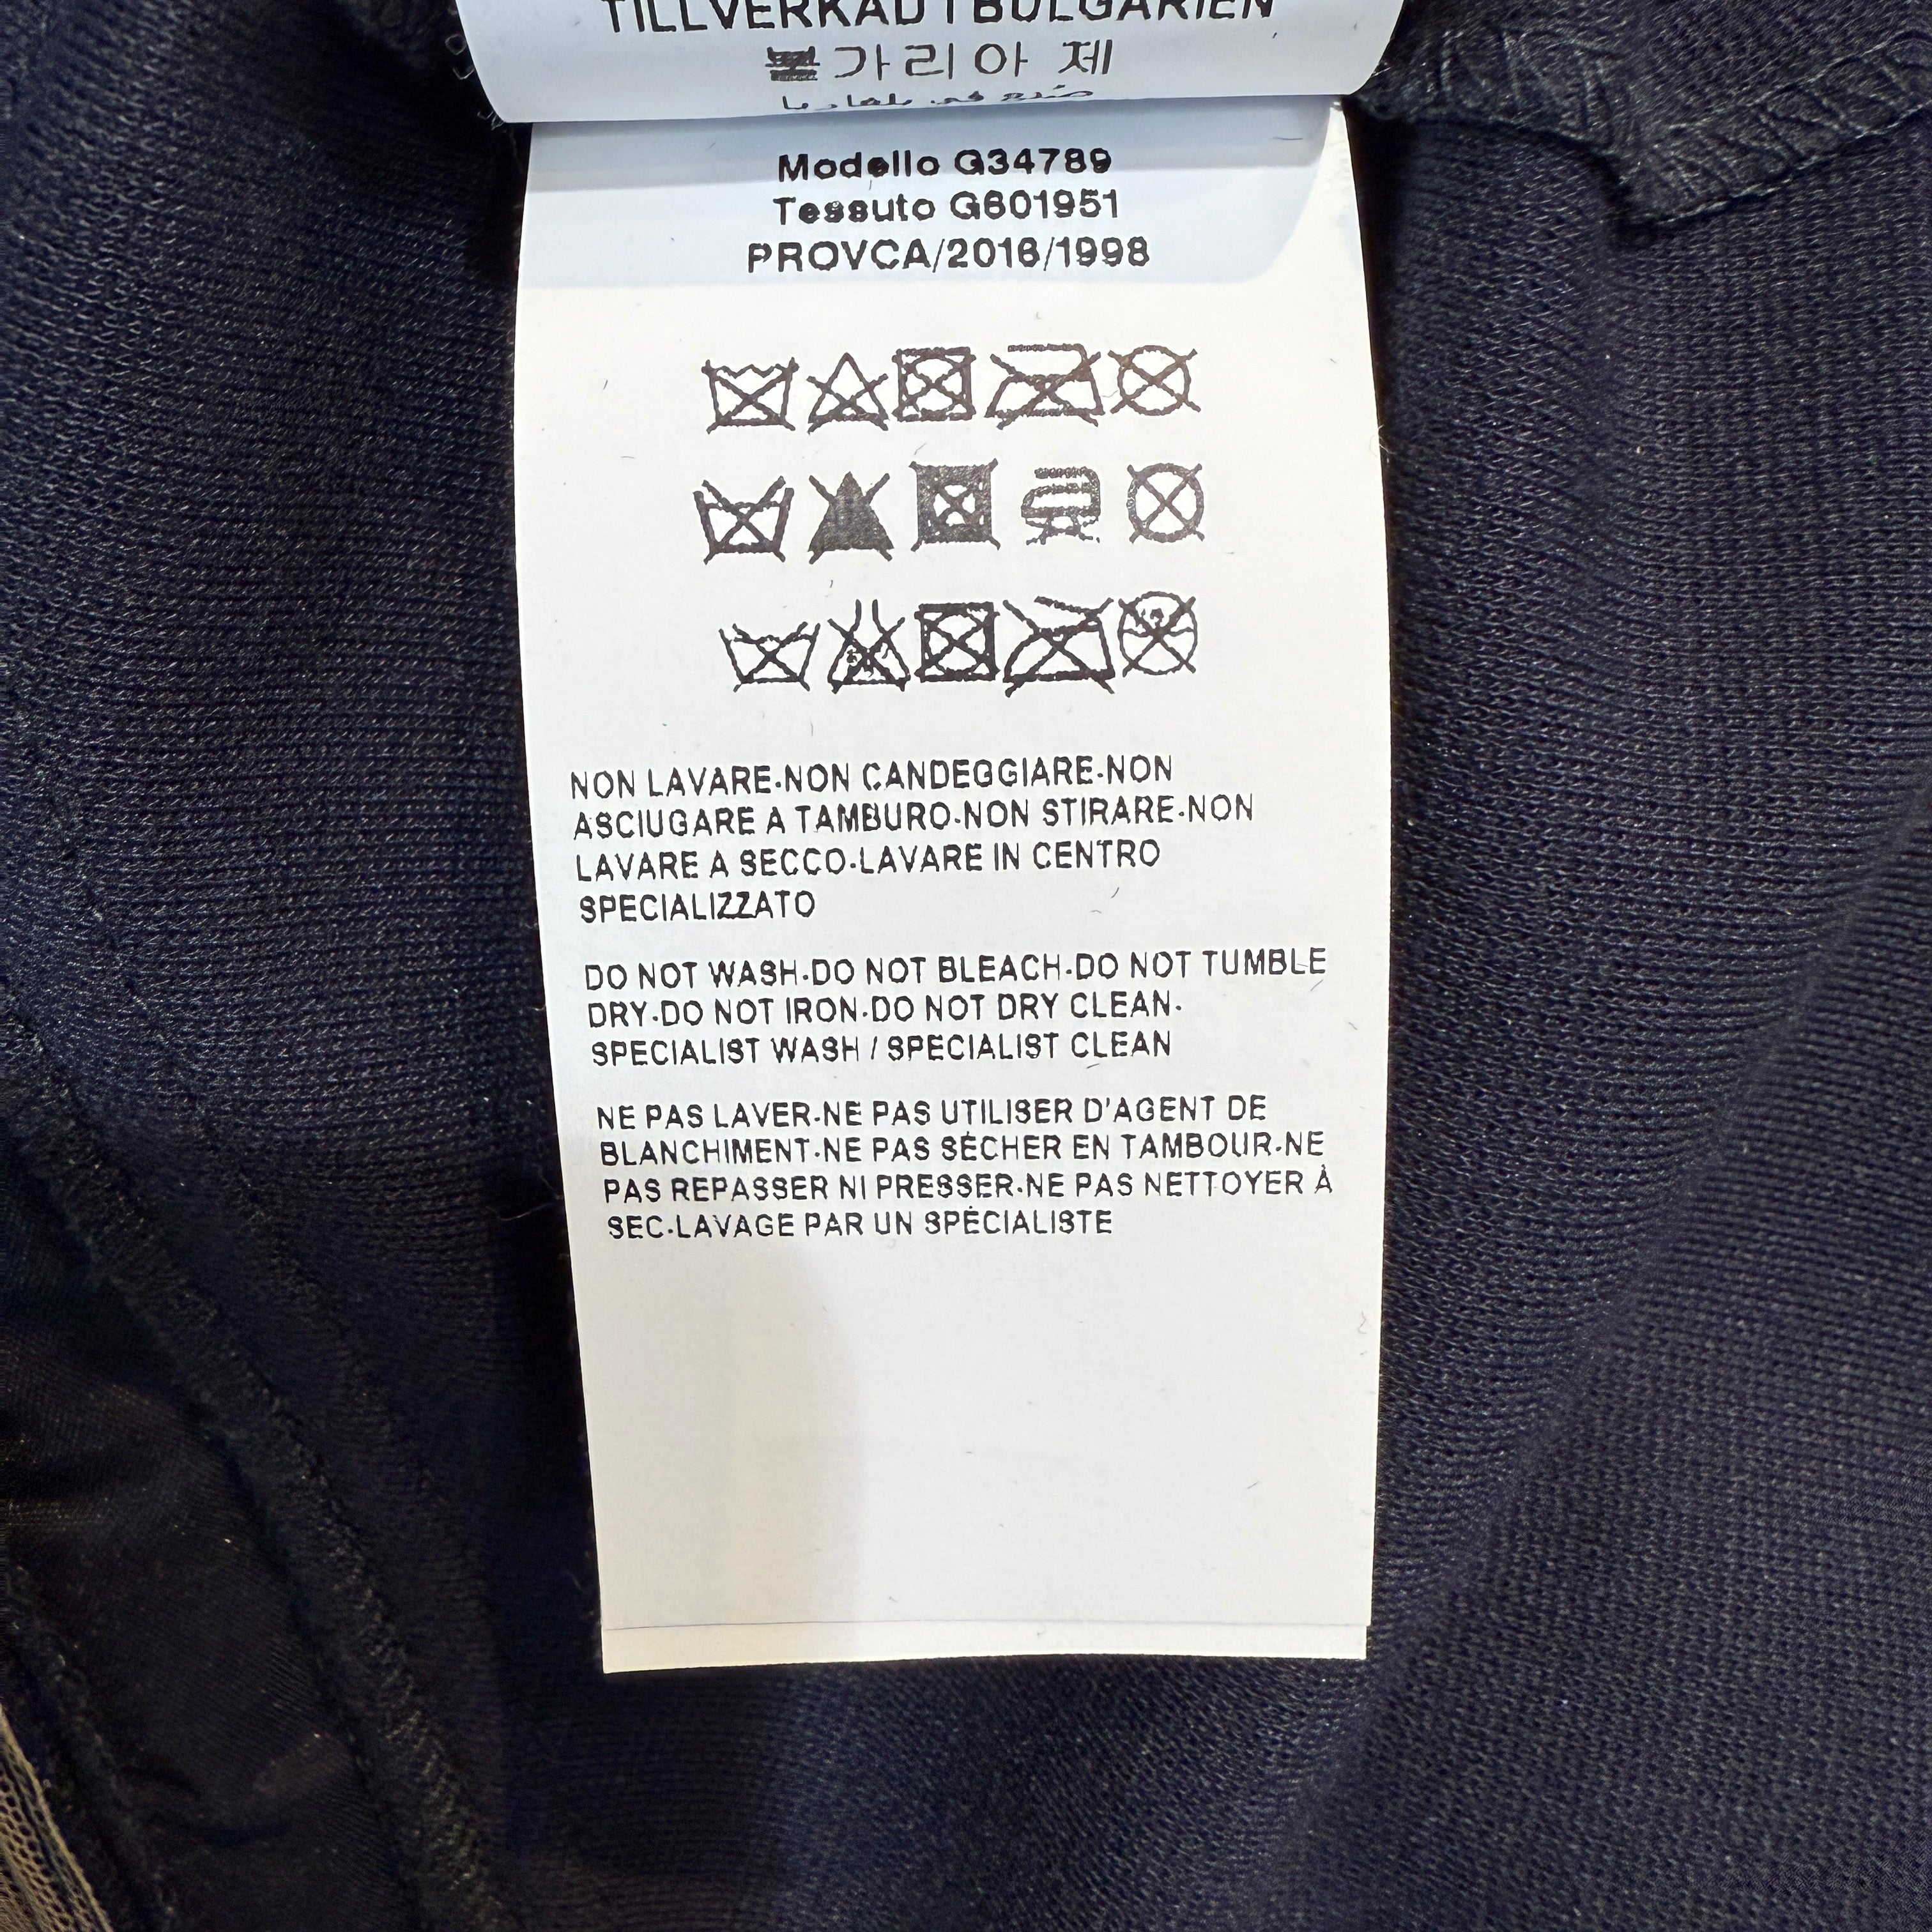 TILLVERKAD I BULGARIEN
불가리아 제
صنع في بلغاريا
Modello G34789
Tessuto G601951
PROVCA/2016/1998
NON LAVARE-NON CANDEGGIARE-NON
ASCIUGARE A TAMBURO-NON STIRARE-NON
LAVARE A SECCO-LAVARE IN CENTRO
SPECIALIZZATO
DO NOT WASH-DO NOT BLEACH-DO NOT TUMBLE
DRY-DO NOT IRON-DO NOT DRY CLEAN-
SPECIALIST WASH / SPECIALIST CLEAN
NE PAS LAVER-NE PAS UTILISER D'AGENT DE
BLANCHIMENT-NE PAS SÉCHER EN TAMBOUR-NE
PAS REPASSER NI PRESSER-NE PAS NETTOYER À
SEC-LAVAGE PAR UN SPÉCIALISTE